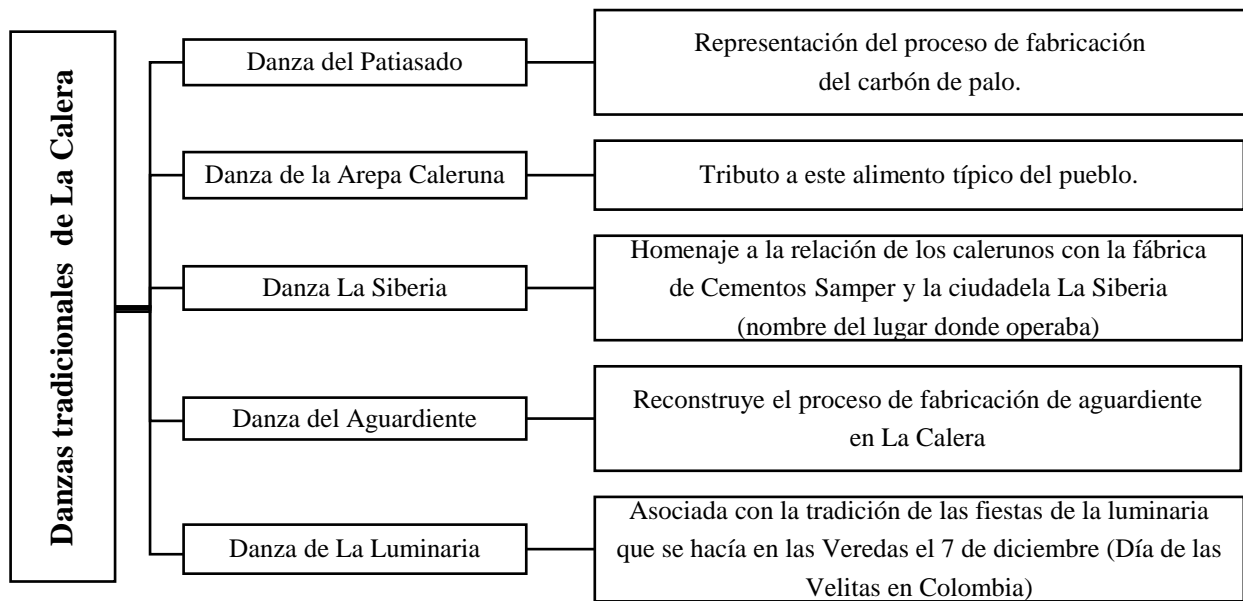 Danzas tradicionales de La Calera
Danza del Patiasado
Representación del proceso de fabricación
del carbón de palo.
Danza de la Arepa Caleruna
Tributo a este alimento típico del pueblo.
Danza La Siberia
Homenaje a la relación de los calerunos con la fábrica
de Cementos Samper y la ciudadela La Siberia
(nombre del lugar donde operaba)
Danza del Aguardiente
Reconstruye el proceso de fabricación de aguardiente
en La Calera
Danza de La Luminaria
Asociada con la tradición de las fiestas de la luminaria
que se hacía en las Veredas el 7 de diciembre (Día de las
Velitas en Colombia)